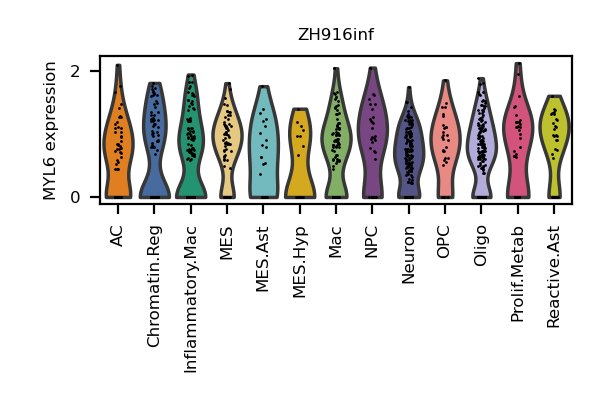 ZH916inf
MYL6 expression
2
0
AC
Chromatin.Reg
Inflammatory.Mac
MES
MES.Ast
MES.Hyp
Mac
NPC
Neuron
OPC
Oligo
Prolif.Metab
Reactive.Ast